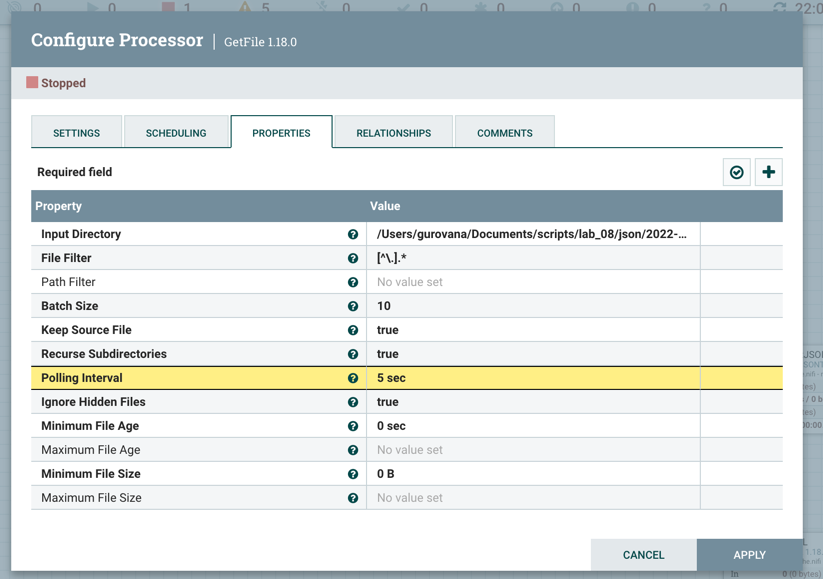 0 0 1 5 0 0 0 0 0 0 22:0
Configure Processor | GetFile 1.18.0
Stopped
SETTINGS SCHEDULING PROPERTIES RELATIONSHIPS COMMENTS
Required field
Property Value
Input Directory /Users/gurovana/Documents/scripts/lab_08/json/2022-...
File Filter [^\.].*
Path Filter No value set
Batch Size 10
Keep Source File true
Recurse Subdirectories true
Polling Interval 5 sec
Ignore Hidden Files true
Minimum File Age 0 sec
Maximum File Age No value set
Minimum File Size 0 B
Maximum File Size No value set
CANCEL APPLY
In 0 (0 bytes)